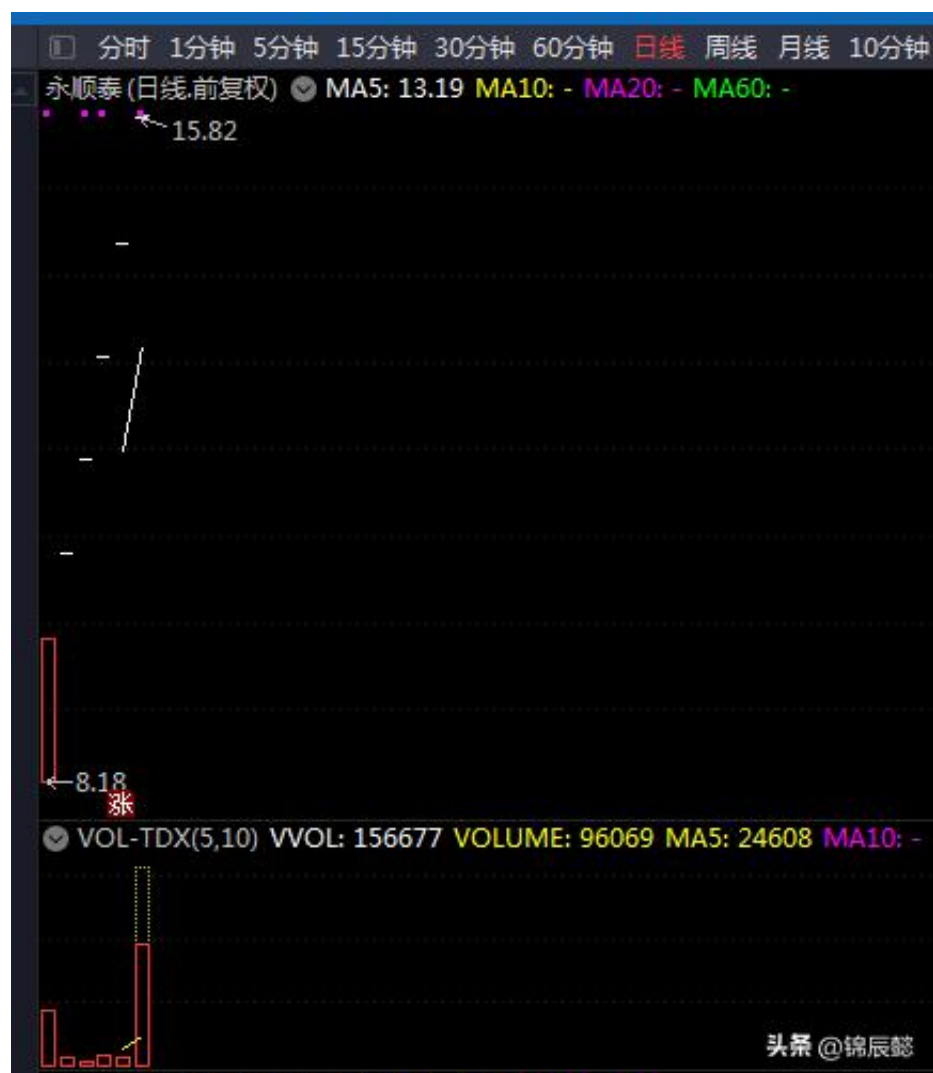 分时 1分钟 5分钟 15分钟 30分钟 60分钟 日线 周线 月线 10分钟
永顺泰(日线.前复权) MA5: 13.19 MA10: - MA20: - MA60: -
15.82
8.18
涨
VOL-TDX(5,10) VVOL: 156677 VOLUME: 96069 MA5: 24608 MA10: -
头条 @锦辰懿